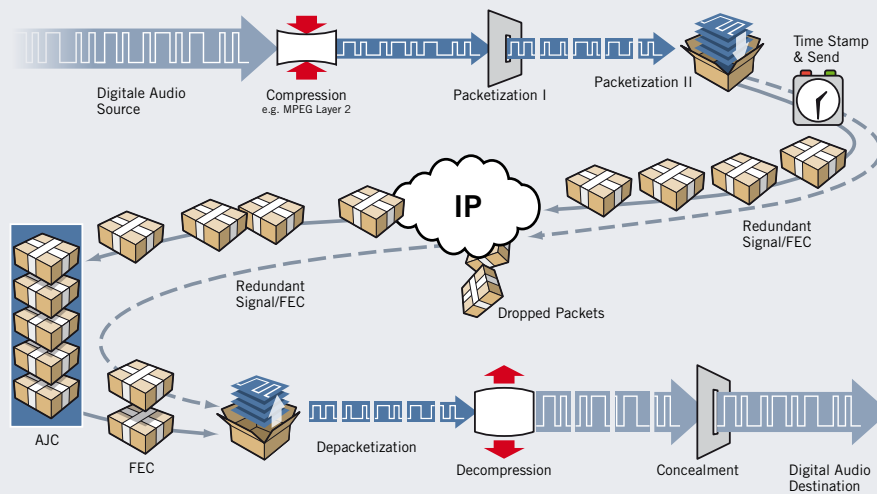 Digitale Audio
Source
Compression
e.g. MPEG Layer 2
Packetization I
Packetization II
Time Stamp
& Send
IP
Redundant
Signal/FEC
Redundant
Signal/FEC
Dropped Packets
AJC
FEC
Depacketization
Decompression
Concealment
Digital Audio
Destination